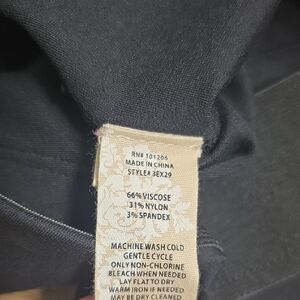 RN# 101206
MADE IN CHINA
STYLE# 3EX29
66% VISCOSE
31% NYLON
3% SPANDEX
MACHINE WASH COLD
GENTLE CYCLE
ONLY NON-CHLORINE
BLEACH WHEN NEEDED
LAY FLAT TO DRY
WARM IRON IF NEEDED
MAY BE DRY CLEANED